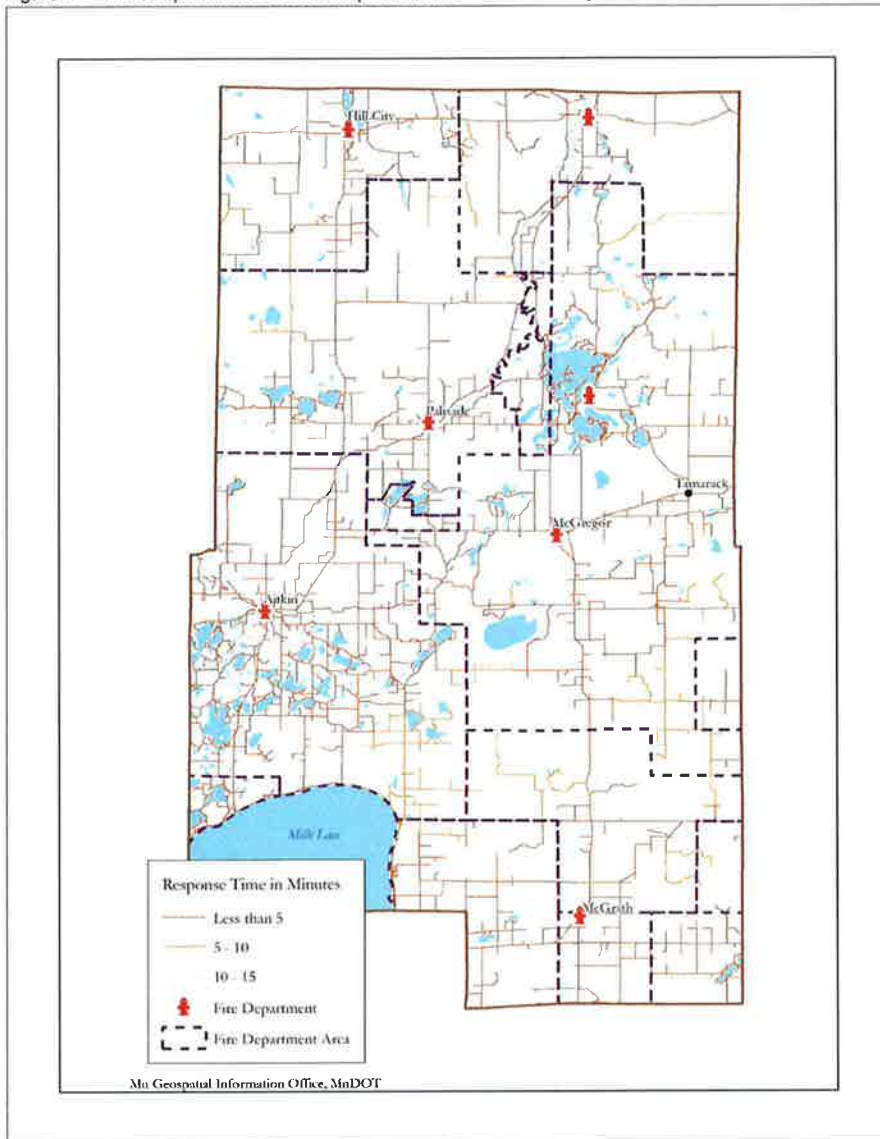 Hill City
Palisade
Tamarack
McGregor
Aitkin
Mille Lacs
McGrath
Response Time in Minutes
Less than 5
5 - 10
10 - 15
Fire Department
Fire Department Area
Mn Geospatial Information Office, MnDOT